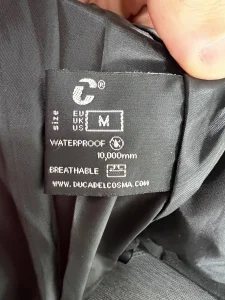 ®
size
EU
UK
US
M
WATERPROOF
10,000mm
BREATHABLE
WWW.DUCADELCOSMA.COM